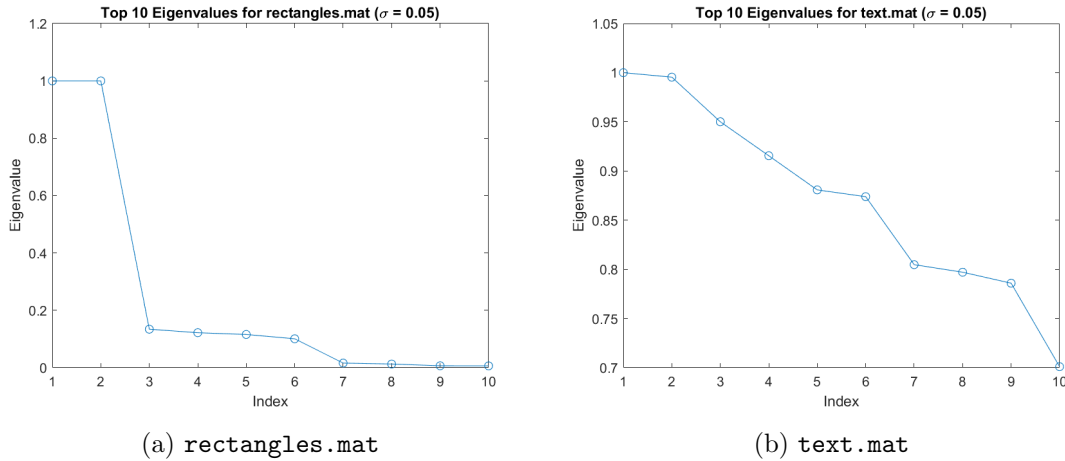 Top 10 Eigenvalues for rectangles.mat (σ = 0.05)
1.2
1
0.8
0.6
0.4
0.2
0
Eigenvalue
1 2 3 4 5 6 7 8 9 10
Index
(a) rectangles.mat
Top 10 Eigenvalues for text.mat (σ = 0.05)
1.05
1
0.95
0.9
0.85
0.8
0.75
0.7
Eigenvalue
1 2 3 4 5 6 7 8 9 10
Index
(b) text.mat